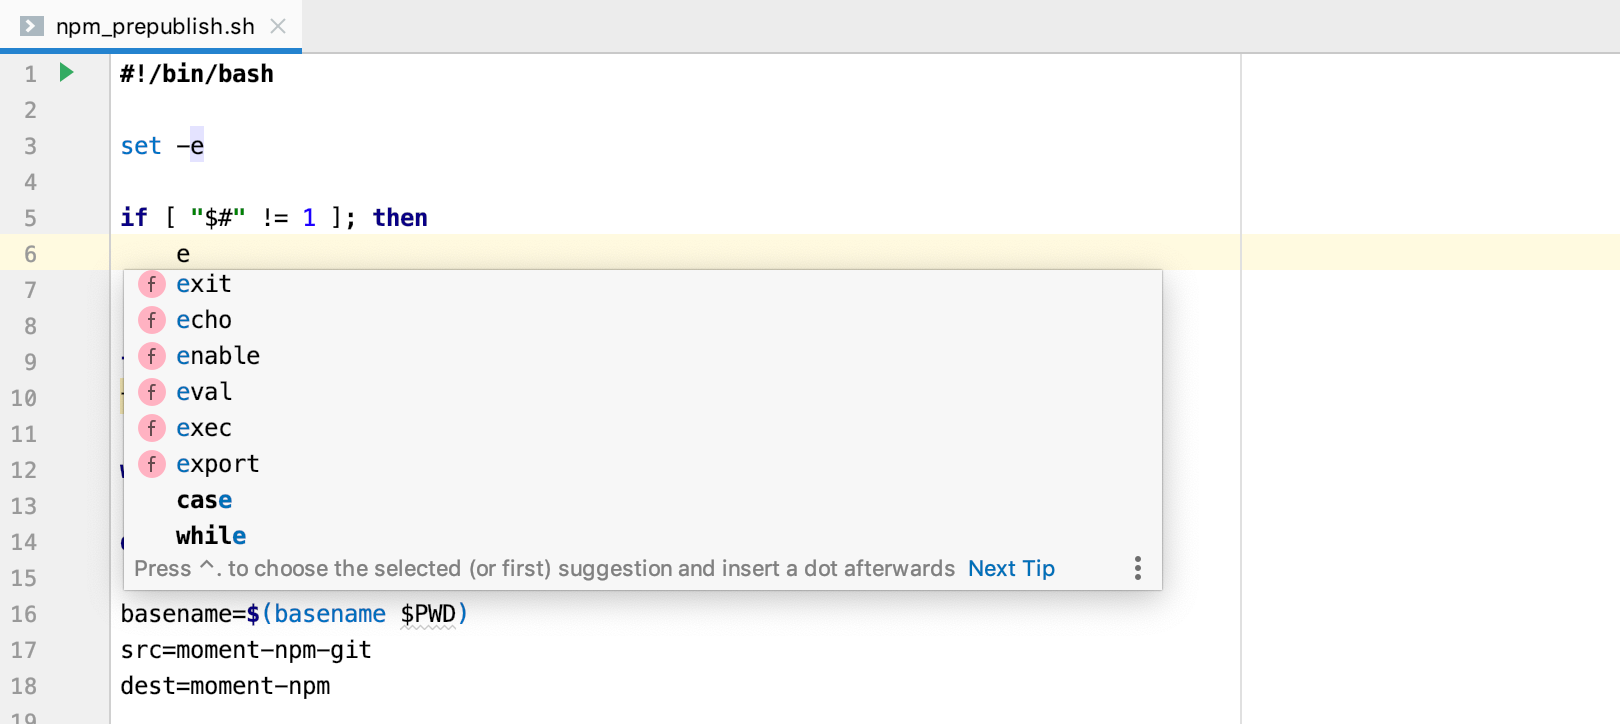 npm_prepublish.sh
1 #!/bin/bash
2
3 set -e
4
5 if [ "$#" != 1 ]; then
6 e
7 f exit
8 f echo
9 f enable
10 f eval
11 f exec
12 f export
13 case
14 while
15 Press ^. to choose the selected (or first) suggestion and insert a dot afterwards Next Tip
16 basename=$(basename $PWD)
17 src=moment-npm-git
18 dest=moment-npm
19